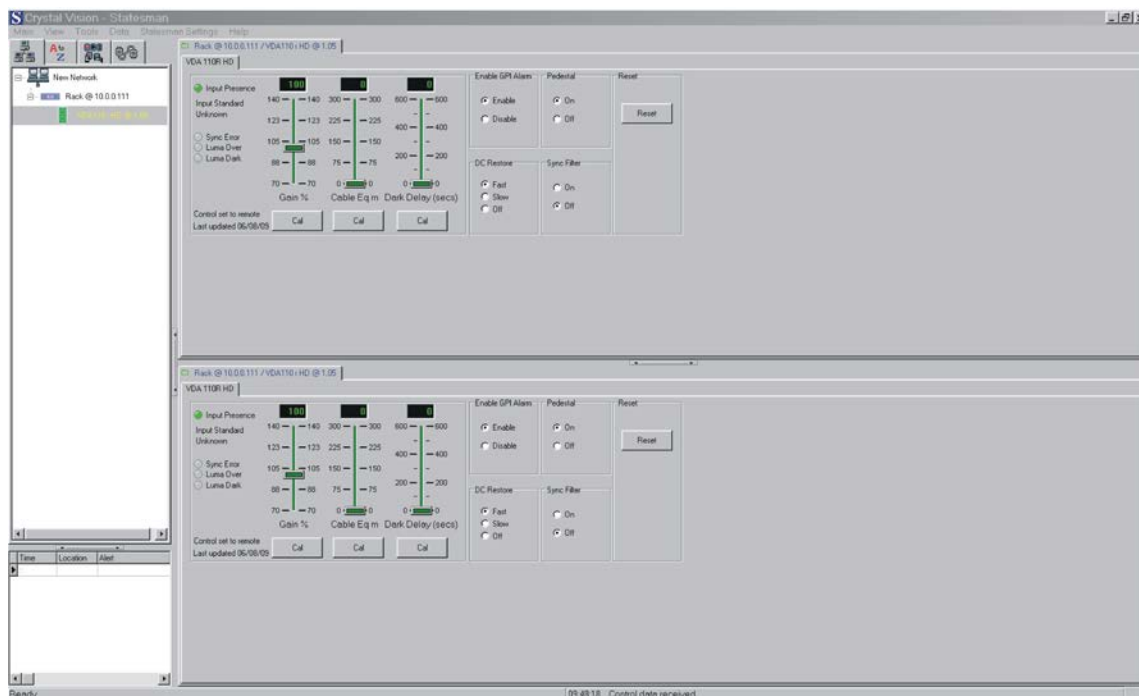 S Crystal Vision - Statesman
Main View Tools Data Statesman Settings Help
New Network
Rack @ 10.0.0.111
Rack @ 10.0.0.111 / VDA110r HD @ 1.05
VDA 110R HD
Input Presence
Input Standard
Unknown
Sync Error
Luma Over
Luma Dark
Control set to remote
Last updated 06/08/09
100 0 0
140 140 300 300 600 600
123 123 225 225
400 400
105 105 150 150
200 200
88 88 75 75
70 70 0 0 0 0
Gain % Cable Eq m Dark Delay (secs)
Cal Cal Cal
Enable GPI Alarm
Enable
Disable
Pedestal
On
Off
Reset
Reset
DC Restore
Fast
Slow
Off
Sync Filter
On
Off
Rack @ 10.0.0.111 / VDA110r HD @ 1.05
VDA 110R HD
Input Presence
Input Standard
Unknown
Sync Error
Luma Over
Luma Dark
Control set to remote
Last updated 06/08/09
100 0 0
140 140 300 300 600 600
123 123 225 225
400 400
105 105 150 150
200 200
88 88 75 75
70 70 0 0 0 0
Gain % Cable Eq m Dark Delay (secs)
Cal Cal Cal
Enable GPI Alarm
Enable
Disable
Pedestal
On
Off
Reset
Reset
DC Restore
Fast
Slow
Off
Sync Filter
On
Off
Time Location Alert
Ready
09:49:18 Control data received